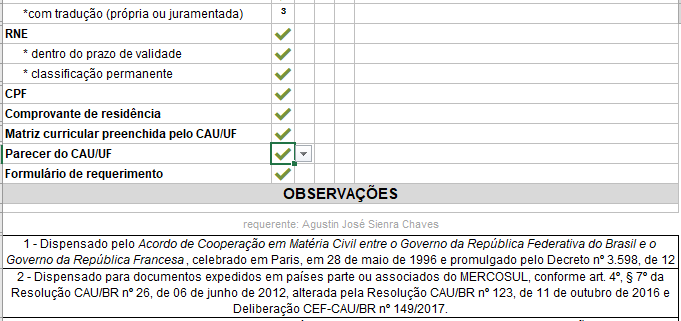 *com tradução (própria ou juramentada) 3
RNE
* dentro do prazo de validade
* classificação permanente
CPF
Comprovante de residência
Matriz curricular preenchida pelo CAU/UF
Parecer do CAU/UF
Formulário de requerimento
OBSERVAÇÕES
requerente: Agustin José Sienra Chaves
1 - Dispensado pelo Acordo de Cooperação em Matéria Civil entre o Governo da República Federativa do Brasil e o
Governo da República Francesa, celebrado em Paris, em 28 de maio de 1996 e promulgado pelo Decreto nº 3.598, de 12
2 - Dispensado para documentos expedidos em países parte ou associados do MERCOSUL, conforme art. 4º, § 7º da
Resolução CAU/BR nº 26, de 06 de junho de 2012, alterada pela Resolução CAU/BR nº 123, de 11 de outubro de 2016 e
Deliberação CEF-CAU/BR nº 149/2017.